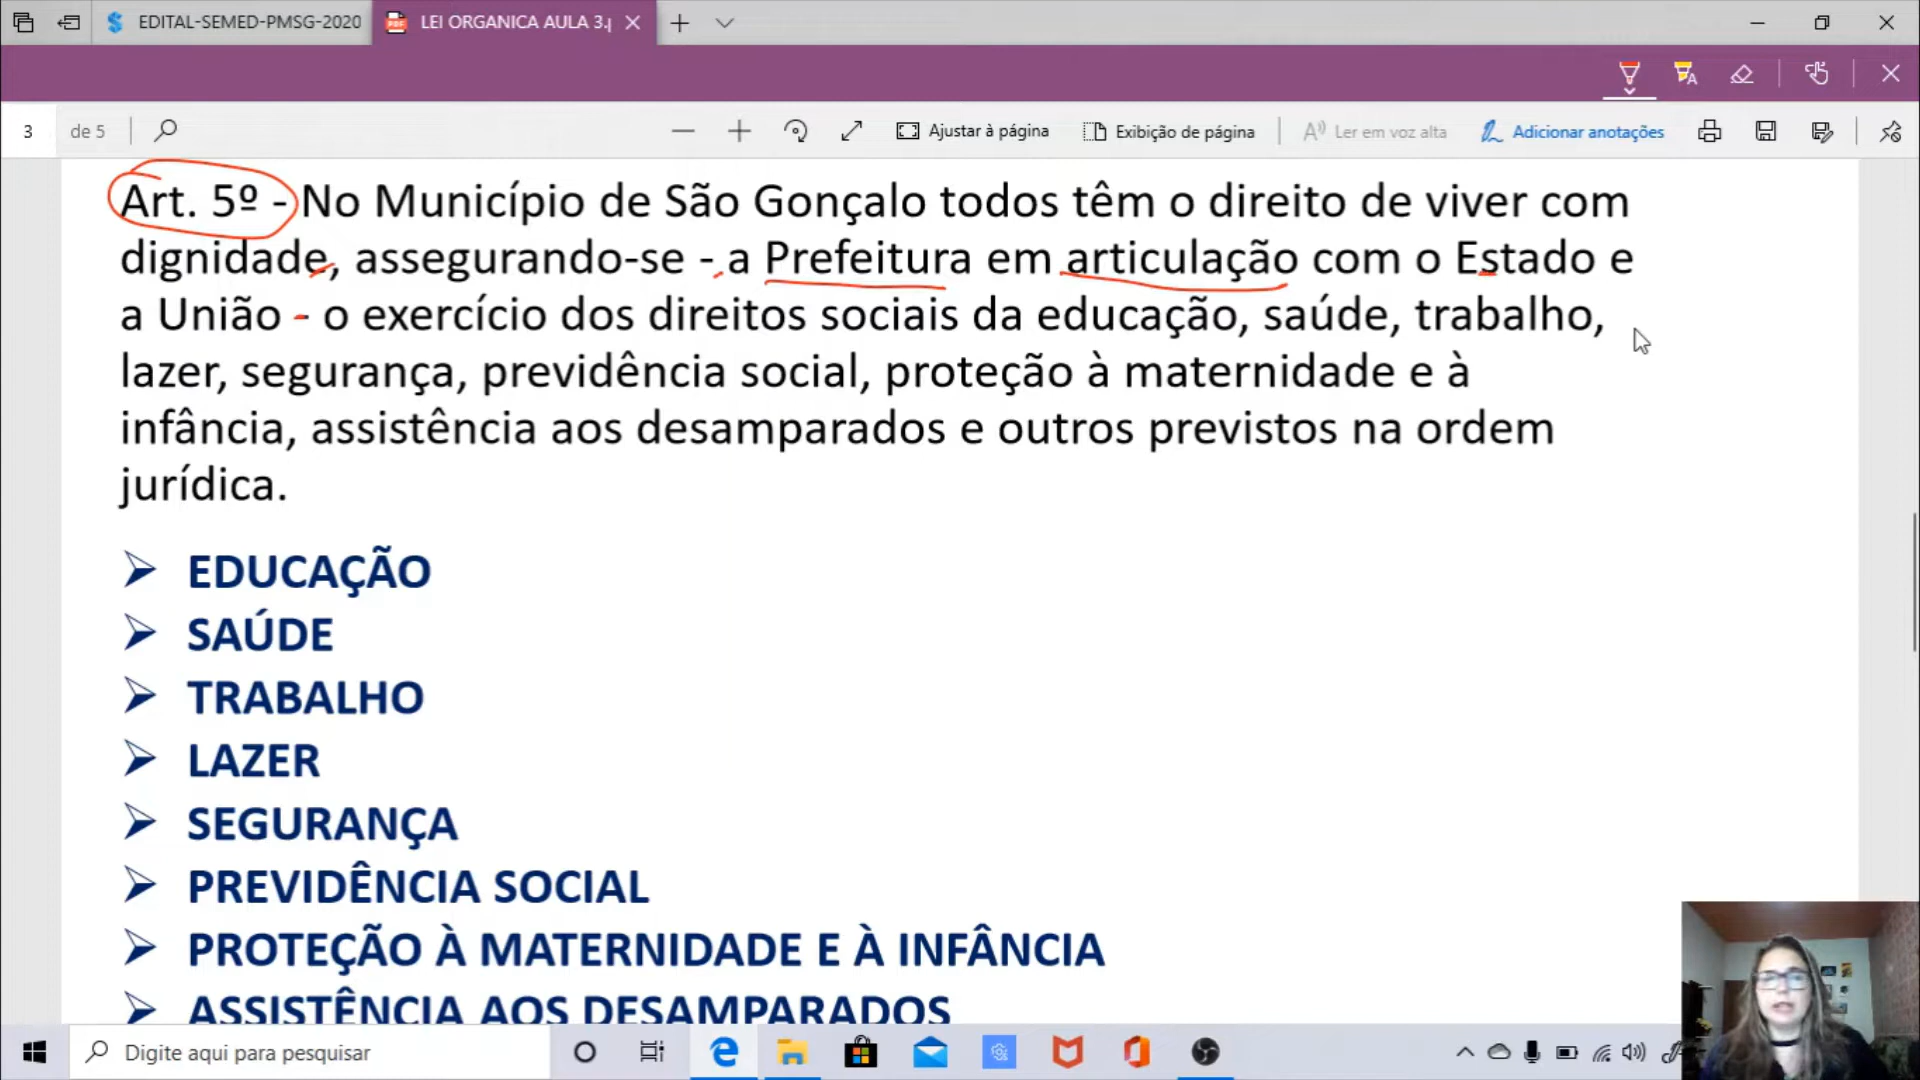 EDITAL-SEMED-PMSG-2020
LEI ORGANICA AULA 3.p
3 de 5
Ajustar à página
Exibição de página
Ler em voz alta
Adicionar anotações
Art. 5º - No Município de São Gonçalo todos têm o direito de viver com
dignidade, assegurando-se - a Prefeitura em articulação com o Estado e
a União - o exercício dos direitos sociais da educação, saúde, trabalho,
lazer, segurança, previdência social, proteção à maternidade e à
infância, assistência aos desamparados e outros previstos na ordem
jurídica.
➢ EDUCAÇÃO
➢ SAÚDE
➢ TRABALHO
➢ LAZER
➢ SEGURANÇA
➢ PREVIDÊNCIA SOCIAL
➢ PROTEÇÃO À MATERNIDADE E À INFÂNCIA
➢ ASSISTÊNCIA AOS DESAMPARADOS
Digite aqui para pesquisar